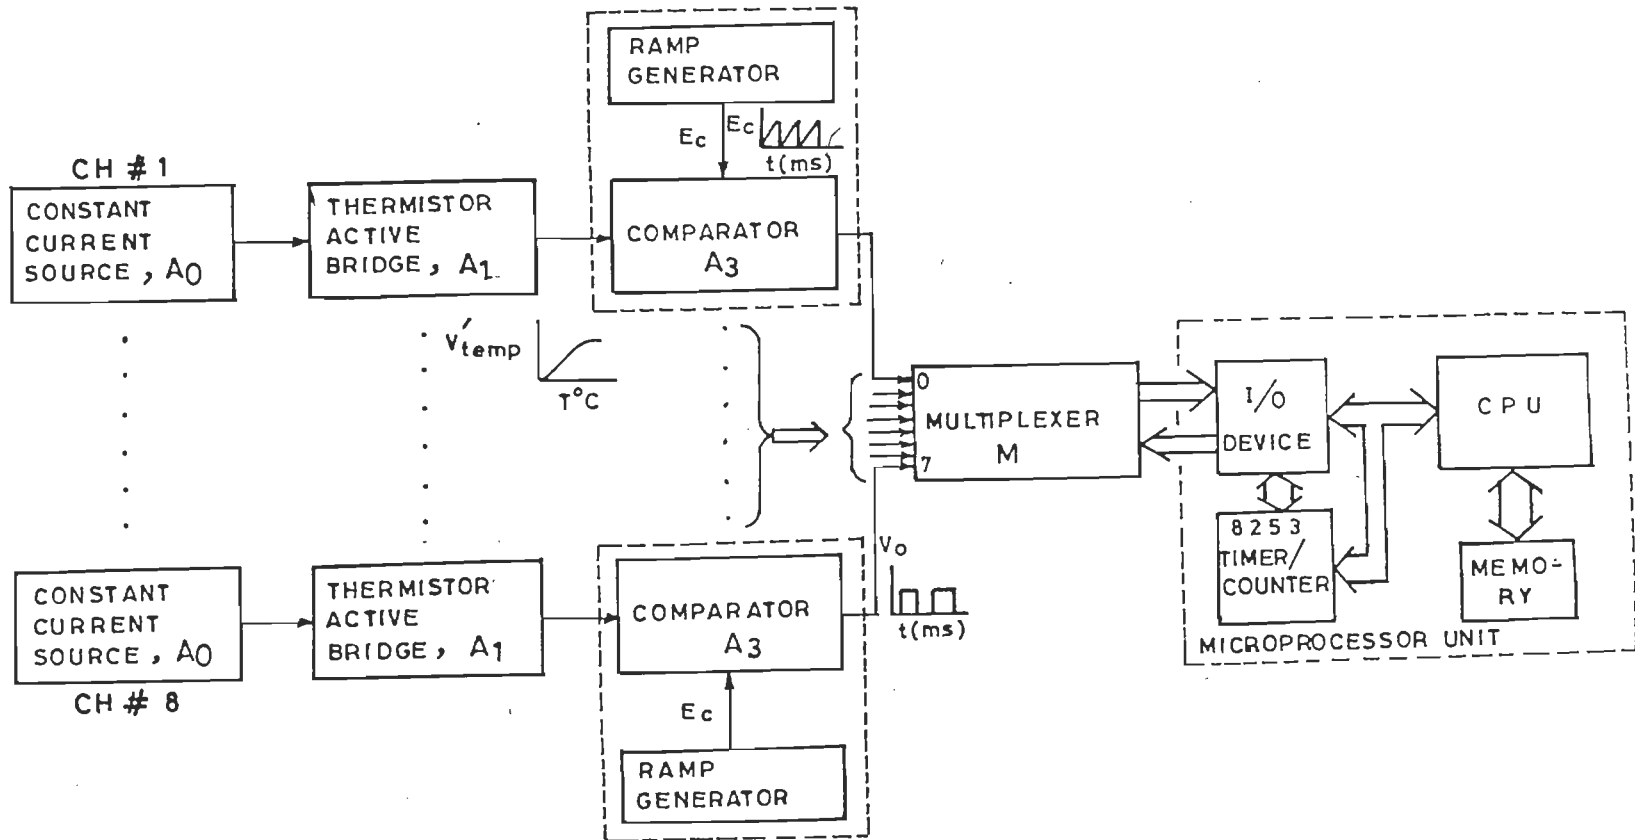 RAMP
GENERATOR
Ec
Ec
t(ms)
CH # 1
CONSTANT
CURRENT
SOURCE, A0
THERMISTOR
ACTIVE
BRIDGE, A1
COMPARATOR
A3
V'temp
T°C
0
7
MULTIPLEXER
M
I/O
DEVICE
CPU
8253
TIMER/
COUNTER
MEMO-
RY
MICROPROCESSOR UNIT
Vo
t(ms)
CONSTANT
CURRENT
SOURCE, A0
CH # 8
THERMISTOR
ACTIVE
BRIDGE, A1
COMPARATOR
A3
Ec
RAMP
GENERATOR